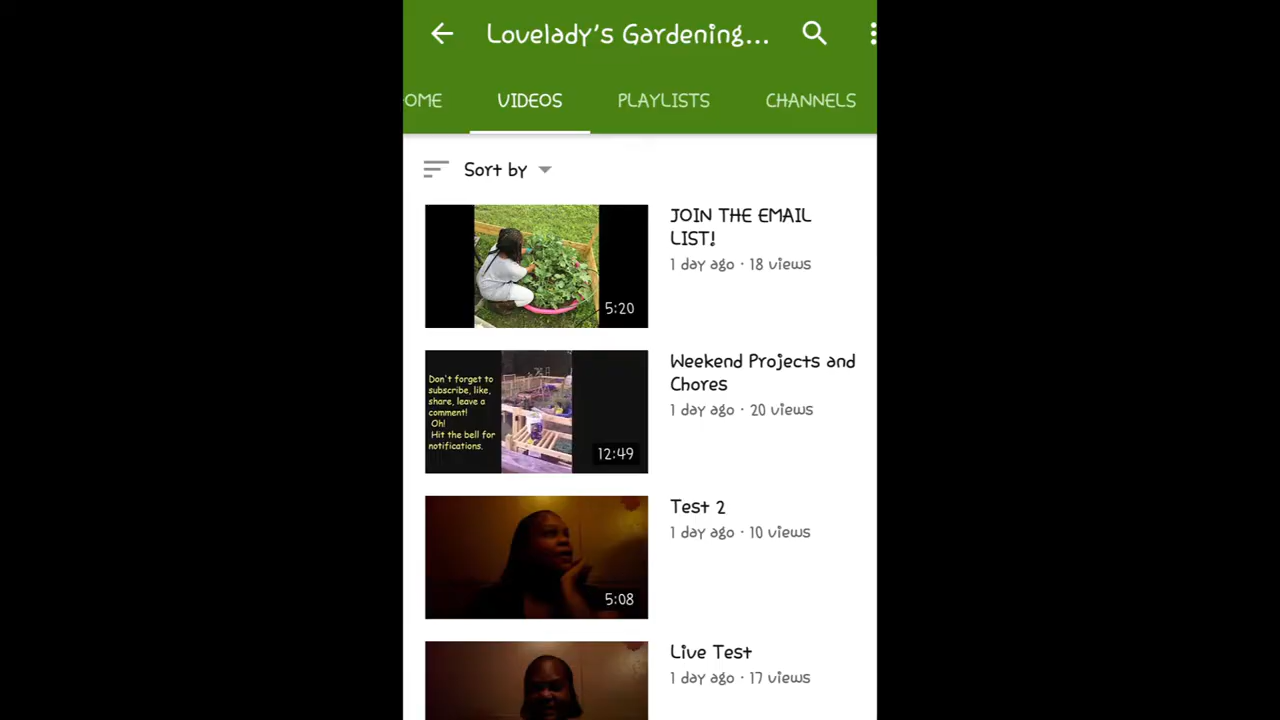 Lovelady's Gardening...
OME VIDEOS PLAYLISTS CHANNELS
Sort by
JOIN THE EMAIL
LIST!
1 day ago · 18 views
5:20
Don't forget to
subscribe, like,
share, leave a
comment!
Oh!
Hit the bell for
notifications.
12:49
Weekend Projects and
Chores
1 day ago · 20 views
Test 2
1 day ago · 10 views
5:08
Live Test
1 day ago · 17 views